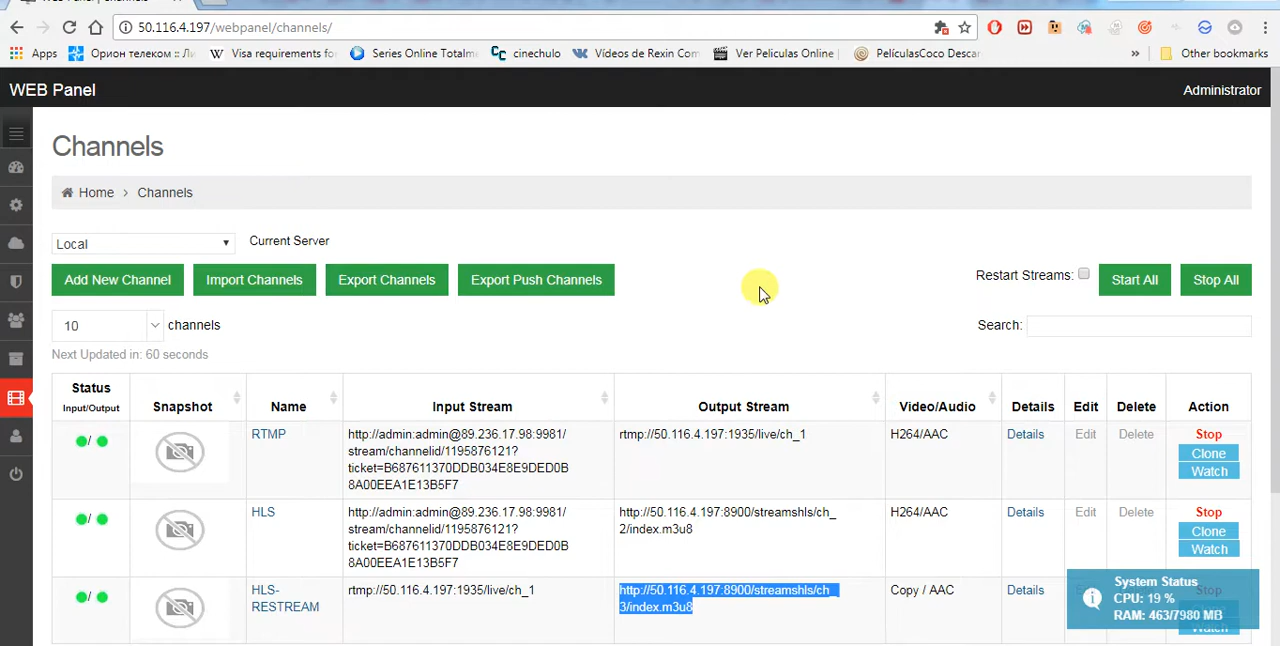 50.116.4.197/webpanel/channels/
Apps Орион телеком :: Ли Visa requirements fo Series Online Totalme cinechulo Vídeos de Rexin Com Ver Peliculas Online PelículasCoco Descar » Other bookmarks
WEB Panel Administrator
Channels
Home > Channels
Local Current Server
Add New Channel Import Channels Export Channels Export Push Channels Restart Streams: Start All Stop All
10 channels Search:
Next Updated in: 60 seconds
Status
Input/Output Snapshot Name Input Stream Output Stream Video/Audio Details Edit Delete Action
RTMP
http://admin:admin@89.236.17.98:9981/
stream/channelid/1195876121?
ticket=B687611370DDB034E8E9DED0B
8A00EEA1E13B5F7
rtmp://50.116.4.197:1935/live/ch_1
H264/AAC
Details
Edit
Delete
Stop
Clone
Watch
HLS
http://admin:admin@89.236.17.98:9981/
stream/channelid/1195876121?
ticket=B687611370DDB034E8E9DED0B
8A00EEA1E13B5F7
http://50.116.4.197:8900/streamshls/ch_
2/index.m3u8
H264/AAC
Details
Edit
Delete
Stop
Clone
Watch
HLS-
RESTREAM
rtmp://50.116.4.197:1935/live/ch_1
http://50.116.4.197:8900/streamshls/ch_
3/index.m3u8
Copy / AAC
Details
Stop
Watch
System Status
CPU: 19 %
RAM: 463/7980 MB